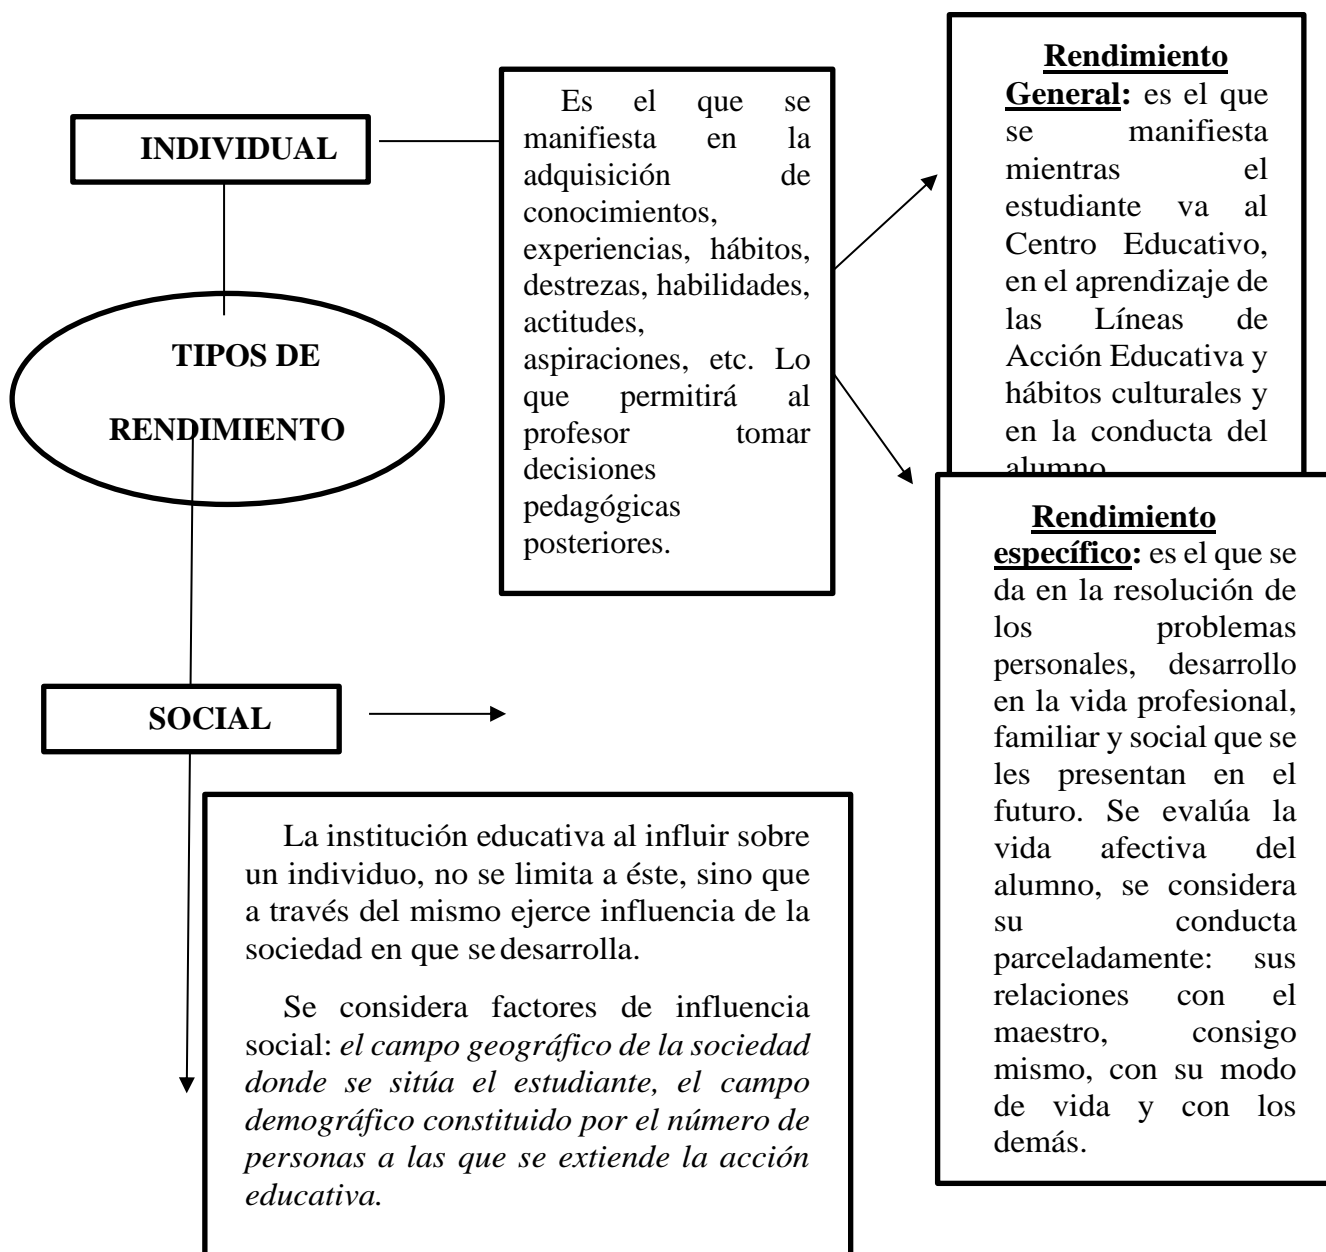 INDIVIDUAL
TIPOS DE
RENDIMIENTO
SOCIAL
Es el que se
manifiesta en la
adquisición de
conocimientos,
experiencias, hábitos,
destrezas, habilidades,
actitudes,
aspiraciones, etc. Lo
que permitirá al
profesor tomar
decisiones
pedagógicas
posteriores.
Rendimiento
General: es el que
se manifiesta
mientras el
estudiante va al
Centro Educativo,
en el aprendizaje de
las Líneas de
Acción Educativa y
hábitos culturales y
en la conducta del
alumno
Rendimiento
específico: es el que se
da en la resolución de
los problemas
personales, desarrollo
en la vida profesional,
familiar y social que se
les presentan en el
futuro. Se evalúa la
vida afectiva del
alumno, se considera
su conducta
parceladamente: sus
relaciones con el
maestro, consigo
mismo, con su modo
de vida y con los
demás.
La institución educativa al influir sobre
un individuo, no se limita a éste, sino que
a través del mismo ejerce influencia de la
sociedad en que se desarrolla.
Se considera factores de influencia
social: el campo geográfico de la sociedad
donde se sitúa el estudiante, el campo
demográfico constituido por el número de
personas a las que se extiende la acción
educativa.